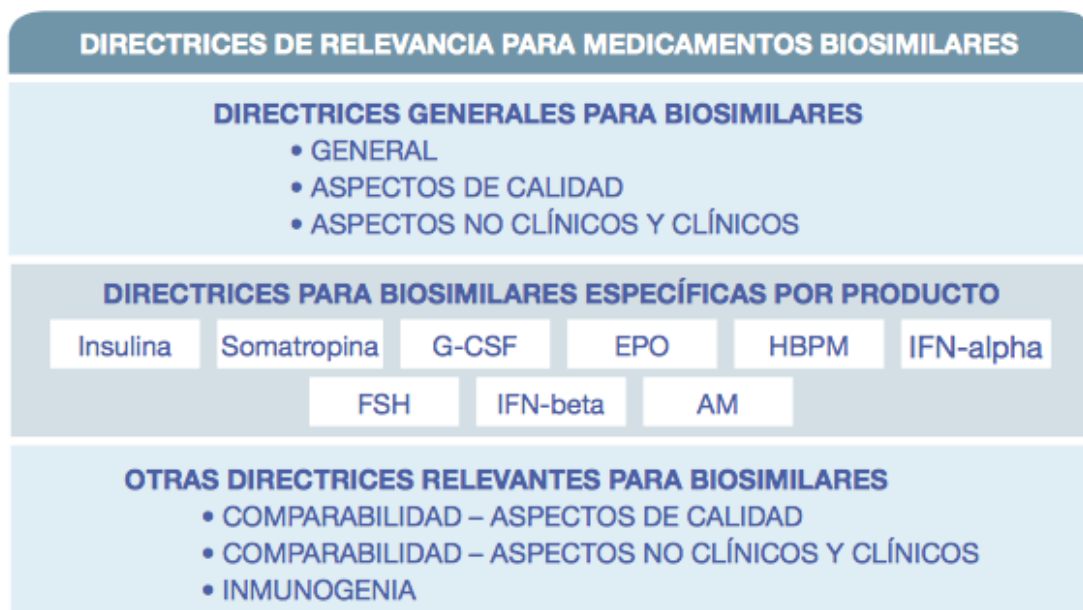 DIRECTRICES DE RELEVANCIA PARA MEDICAMENTOS BIOSIMILARES
DIRECTRICES GENERALES PARA BIOSIMILARES
• GENERAL
• ASPECTOS DE CALIDAD
• ASPECTOS NO CLÍNICOS Y CLÍNICOS
DIRECTRICES PARA BIOSIMILARES ESPECÍFICAS POR PRODUCTO
Insulina Somatropina G-CSF EPO HBPM IFN-alpha
FSH IFN-beta AM
OTRAS DIRECTRICES RELEVANTES PARA BIOSIMILARES
• COMPARABILIDAD – ASPECTOS DE CALIDAD
• COMPARABILIDAD – ASPECTOS NO CLÍNICOS Y CLÍNICOS
• INMUNOGENIA